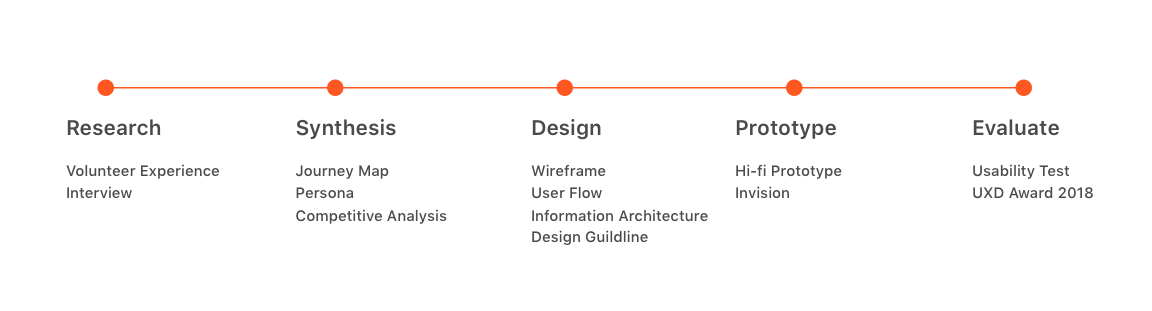 Research
Volunteer Experience
Interview
Synthesis
Journey Map
Persona
Competitive Analysis
Design
Wireframe
User Flow
Information Architecture
Design Guildline
Prototype
Hi-fi Prototype
Invision
Evaluate
Usability Test
UXD Award 2018